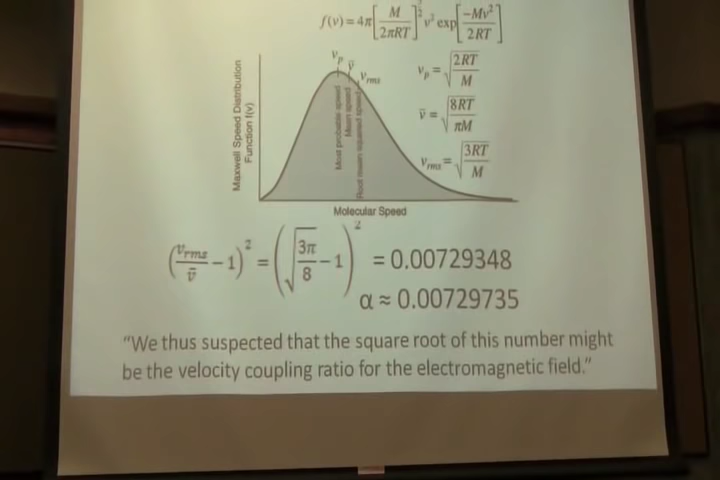 f(v) = 4π[M/2πRT]^3/2 v² exp[−Mv²/2RT]
Maxwell Speed Distribution
Function f(v)
v_p
v̄
v_rms
Most probable speed
Mean speed
Root mean squared speed
v_p = √(2RT/M)
v̄ = √(8RT/πM)
v_rms = √(3RT/M)
Molecular Speed
(v_rms/v̄ − 1)² = (√(3π/8) − 1)² = 0.00729348
α ≈ 0.00729735
"We thus suspected that the square root of this number might
be the velocity coupling ratio for the electromagnetic field."